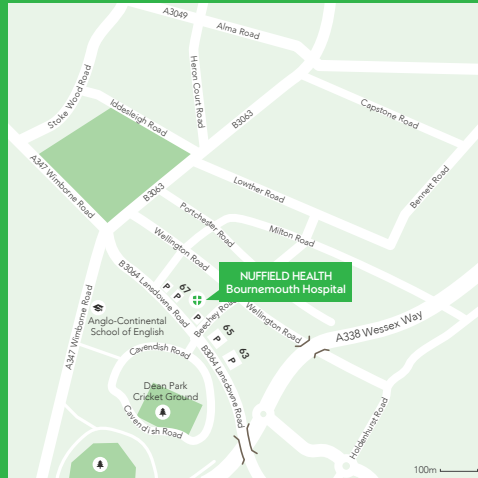 A3049
Alma Road
Stoke Wood Road
Heron Court Road
Iddesleigh Road
B3063
Capstone Road
A347 Wimborne Road
B3063
Lowther Road
Bennett Road
Portchester Road
Milton Road
Wellington Road
B3064 Lansdowne Road
NUFFIELD HEALTH
Bournemouth Hospital
67
P
P
P
P
Beechey Road
65
63
Wellington Road
A338 Wessex Way
Anglo-Continental
School of English
A347 Wimborne Road
Cavendish Road
B3064 Lansdowne Road
Dean Park
Cricket Ground
Cavendish Road
Holdenhurst Road
100m